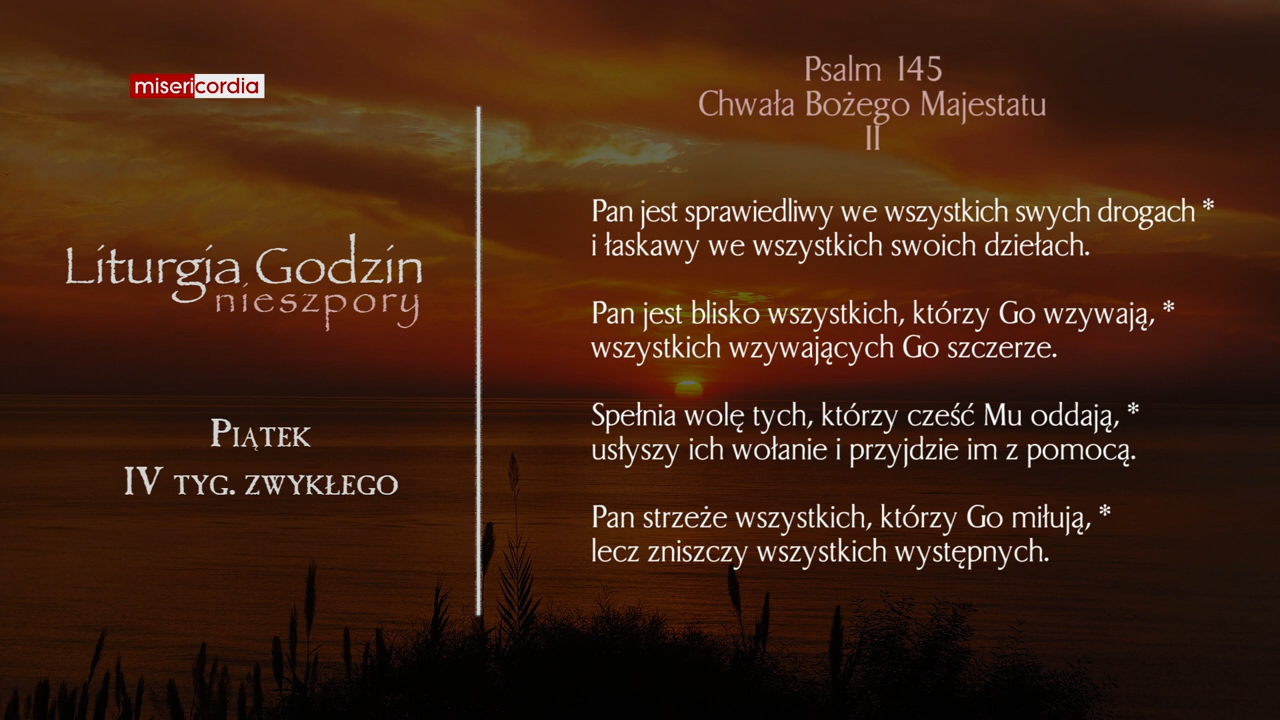 misericordia
Liturgia Godzin
nieszpory
Piątek
IV tyg. zwykłego
Psalm 145
Chwała Bożego Majestatu
II
Pan jest sprawiedliwy we wszystkich swych drogach *
i łaskawy we wszystkich swoich dziełach.
Pan jest blisko wszystkich, którzy Go wzywają, *
wszystkich wzywających Go szczerze.
Spełnia wolę tych, którzy cześć Mu oddają, *
usłyszy ich wołanie i przyjdzie im z pomocą.
Pan strzeże wszystkich, którzy Go miłują, *
lecz zniszczy wszystkich występnych.